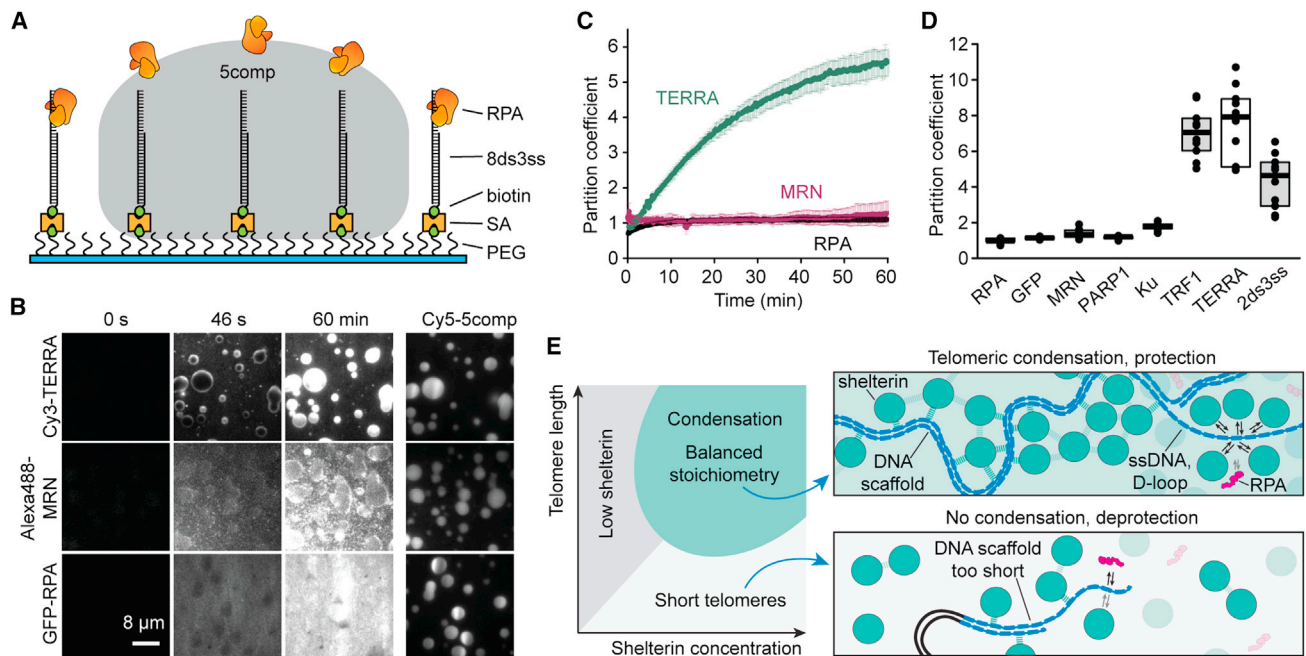 A
5comp
RPA
8ds3ss
biotin
SA
PEG
B
0 s
46 s
60 min
Cy5-5comp
Cy3-TERRA
Alexa488-
MRN
GFP-RPA
8 µm
C
Partition coefficient
6
5
4
3
2
1
0
TERRA
MRN
RPA
0
10
20
30
40
50
60
Time (min)
D
Partition coefficient
12
10
8
6
4
2
0
RPA
GFP
MRN
PARP1
Ku
TRF1
TERRA
2ds3ss
E
Telomere length
Low shelterin
Condensation
Balanced
stoichiometry
Short telomeres
Shelterin concentration
Telomeric condensation, protection
shelterin
DNA
scaffold
ssDNA,
D-loop
RPA
No condensation, deprotection
DNA scaffold
too short